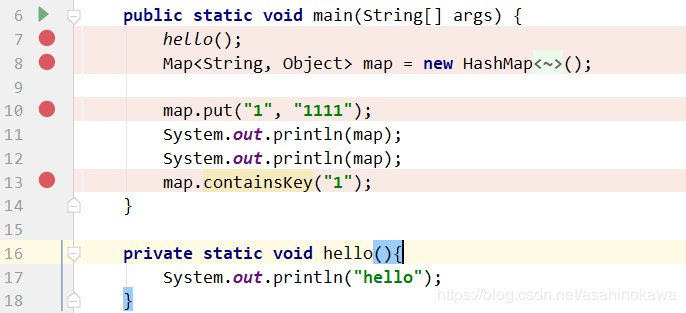 6 public static void main(String[] args) {
7 hello();
8 Map<String, Object> map = new HashMap<~>();
9
10 map.put("1", "1111");
11 System.out.println(map);
12 System.out.println(map);
13 map.containsKey("1");
14 }
15
16 private static void hello(){
17 System.out.println("hello");
18 }
https://blog.csdn.net/asahinokawa